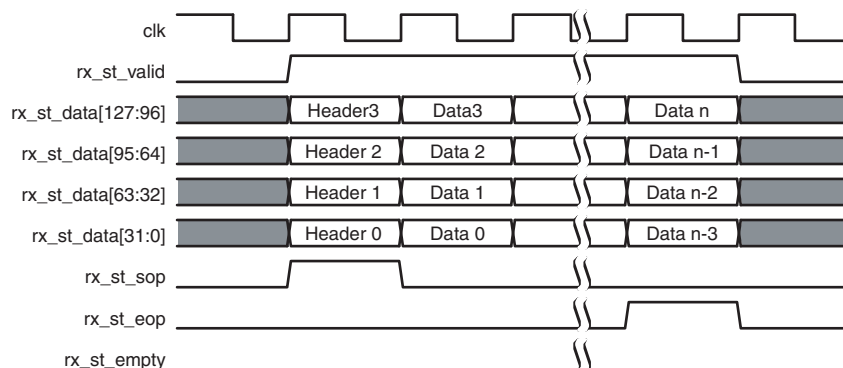 clk
rx_st_valid
rx_st_data[127:96] Header3 Data3 Data n
rx_st_data[95:64] Header 2 Data 2 Data n-1
rx_st_data[63:32] Header 1 Data 1 Data n-2
rx_st_data[31:0] Header 0 Data 0 Data n-3
rx_st_sop
rx_st_eop
rx_st_empty